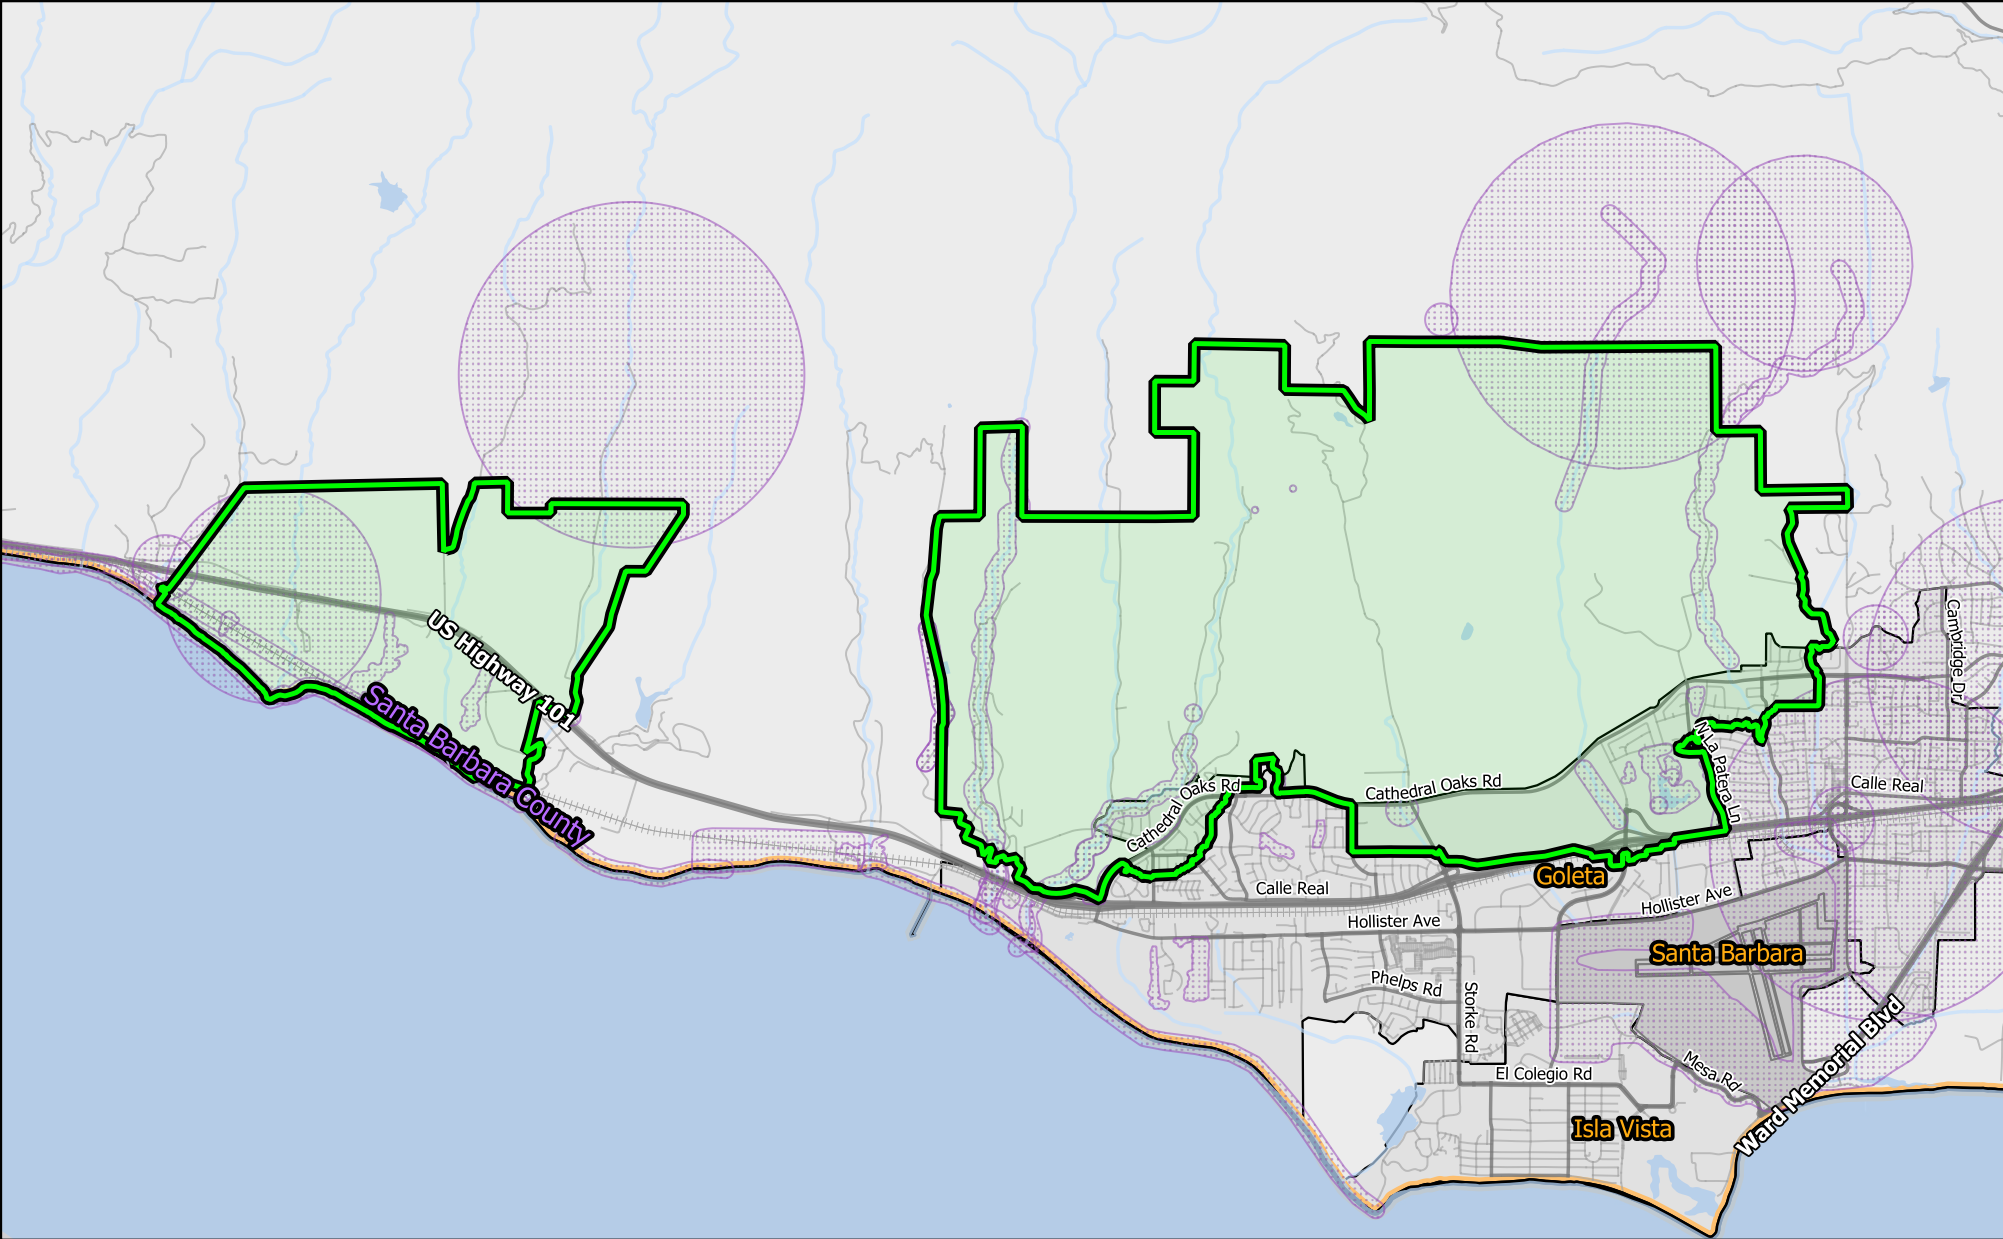 Cambridge Dr
US Highway 101
Santa Barbara County
N La Patera Ln
Cathedral Oaks Rd
Cathedral Oaks Rd
Calle Real
Goleta
Calle Real
Hollister Ave
Hollister Ave
Santa Barbara
Phelps Rd
Storke Rd
Ward Memorial Blvd
El Colegio Rd
Mesa Rd
Isla Vista